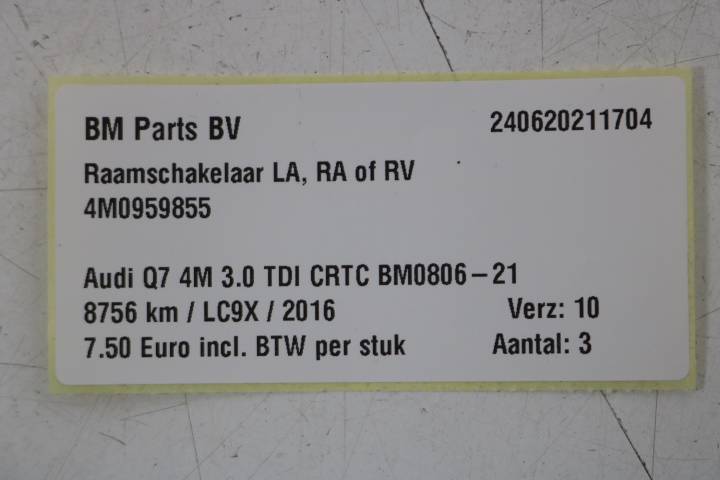 BM Parts BV 240620211704
Raamschakelaar LA, RA of RV
4M0959855
Audi Q7 4M 3.0 TDI CRTC BM0806-21
8756 km / LC9X / 2016 Verz: 10
7.50 Euro incl. BTW per stuk Aantal: 3